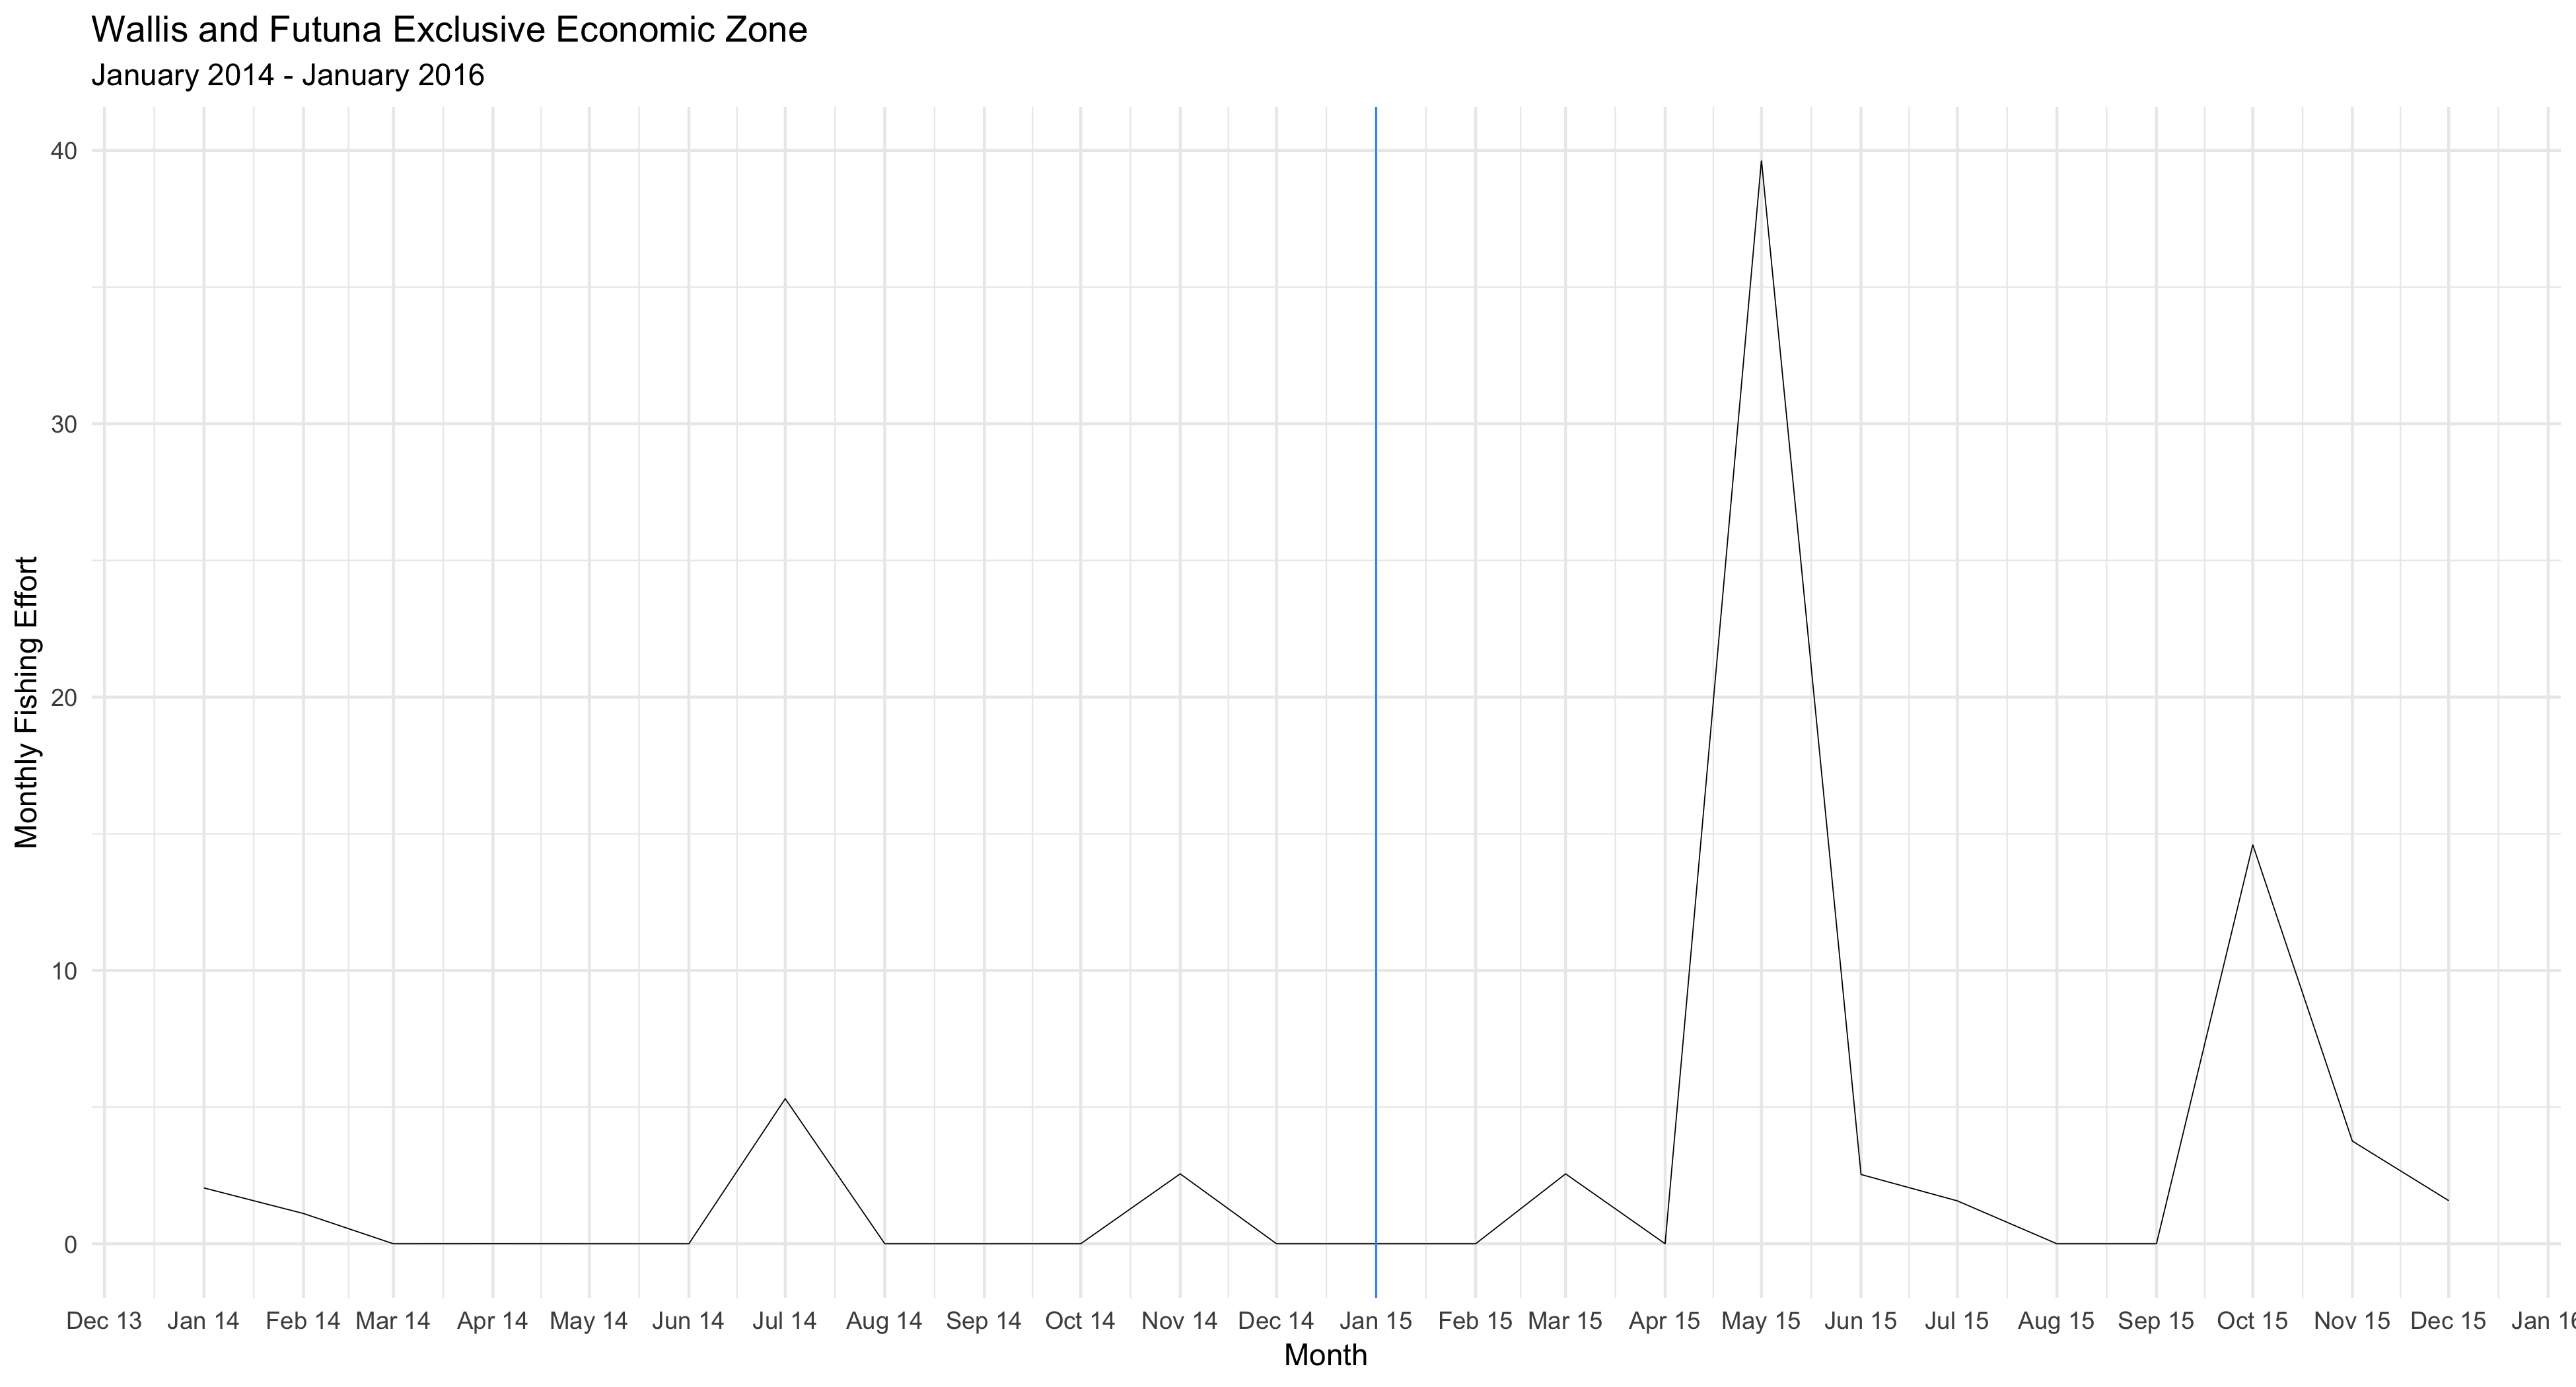 Wallis and Futuna Exclusive Economic Zone
January 2014 - January 2016
Monthly Fishing Effort
40
30
20
10
0
Dec 13 Jan 14 Feb 14 Mar 14 Apr 14 May 14 Jun 14 Jul 14 Aug 14 Sep 14 Oct 14 Nov 14 Dec 14 Jan 15 Feb 15 Mar 15 Apr 15 May 15 Jun 15 Jul 15 Aug 15 Sep 15 Oct 15 Nov 15 Dec 15 Jan 16
Month